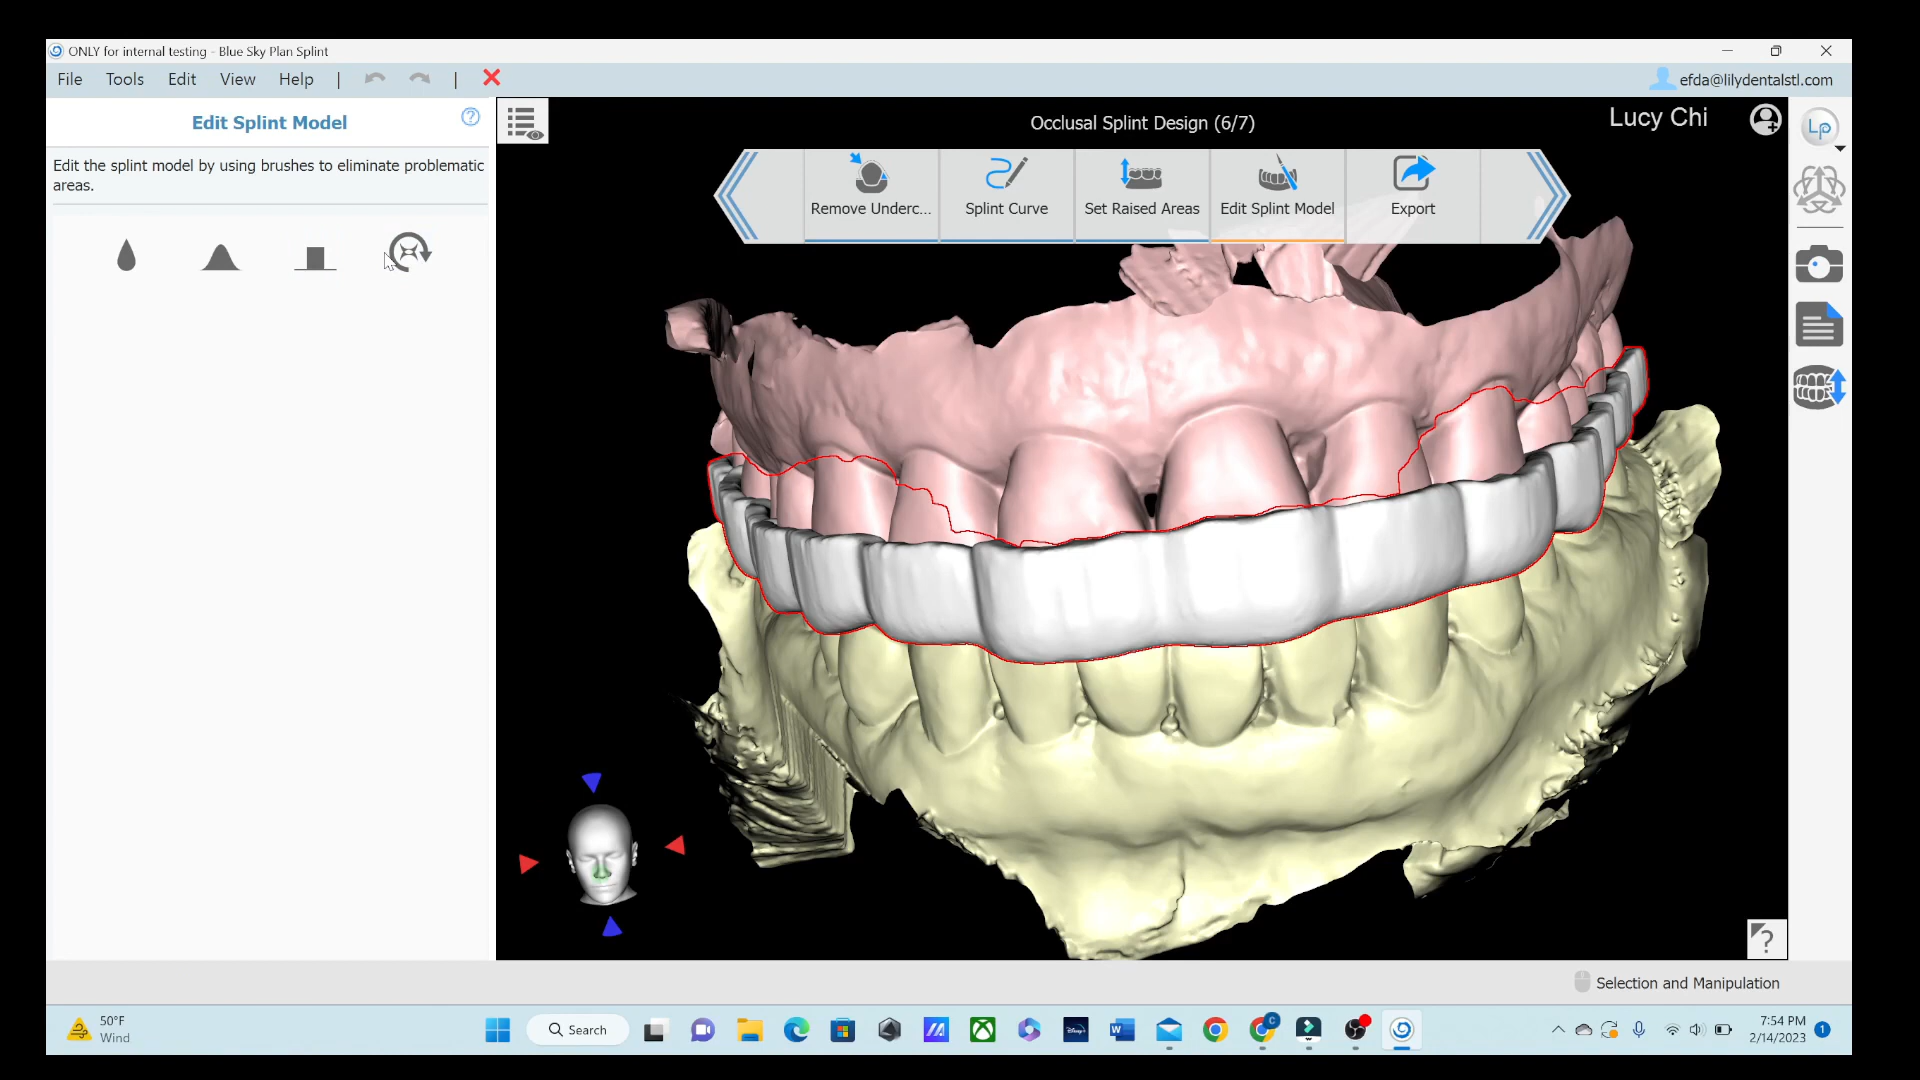 ONLY for internal testing - Blue Sky Plan Splint
File Tools Edit View Help | | efda@lilydentalstl.com
Edit Splint Model ?
Edit the splint model by using brushes to eliminate problematic
areas.
Occlusal Splint Design (6/7)
Lucy Chi
Lp
Remove Underc... Splint Curve Set Raised Areas Edit Splint Model Export
?
Selection and Manipulation
50°F
Wind
Search
Disney+
W
C
7:54 PM
2/14/2023
1